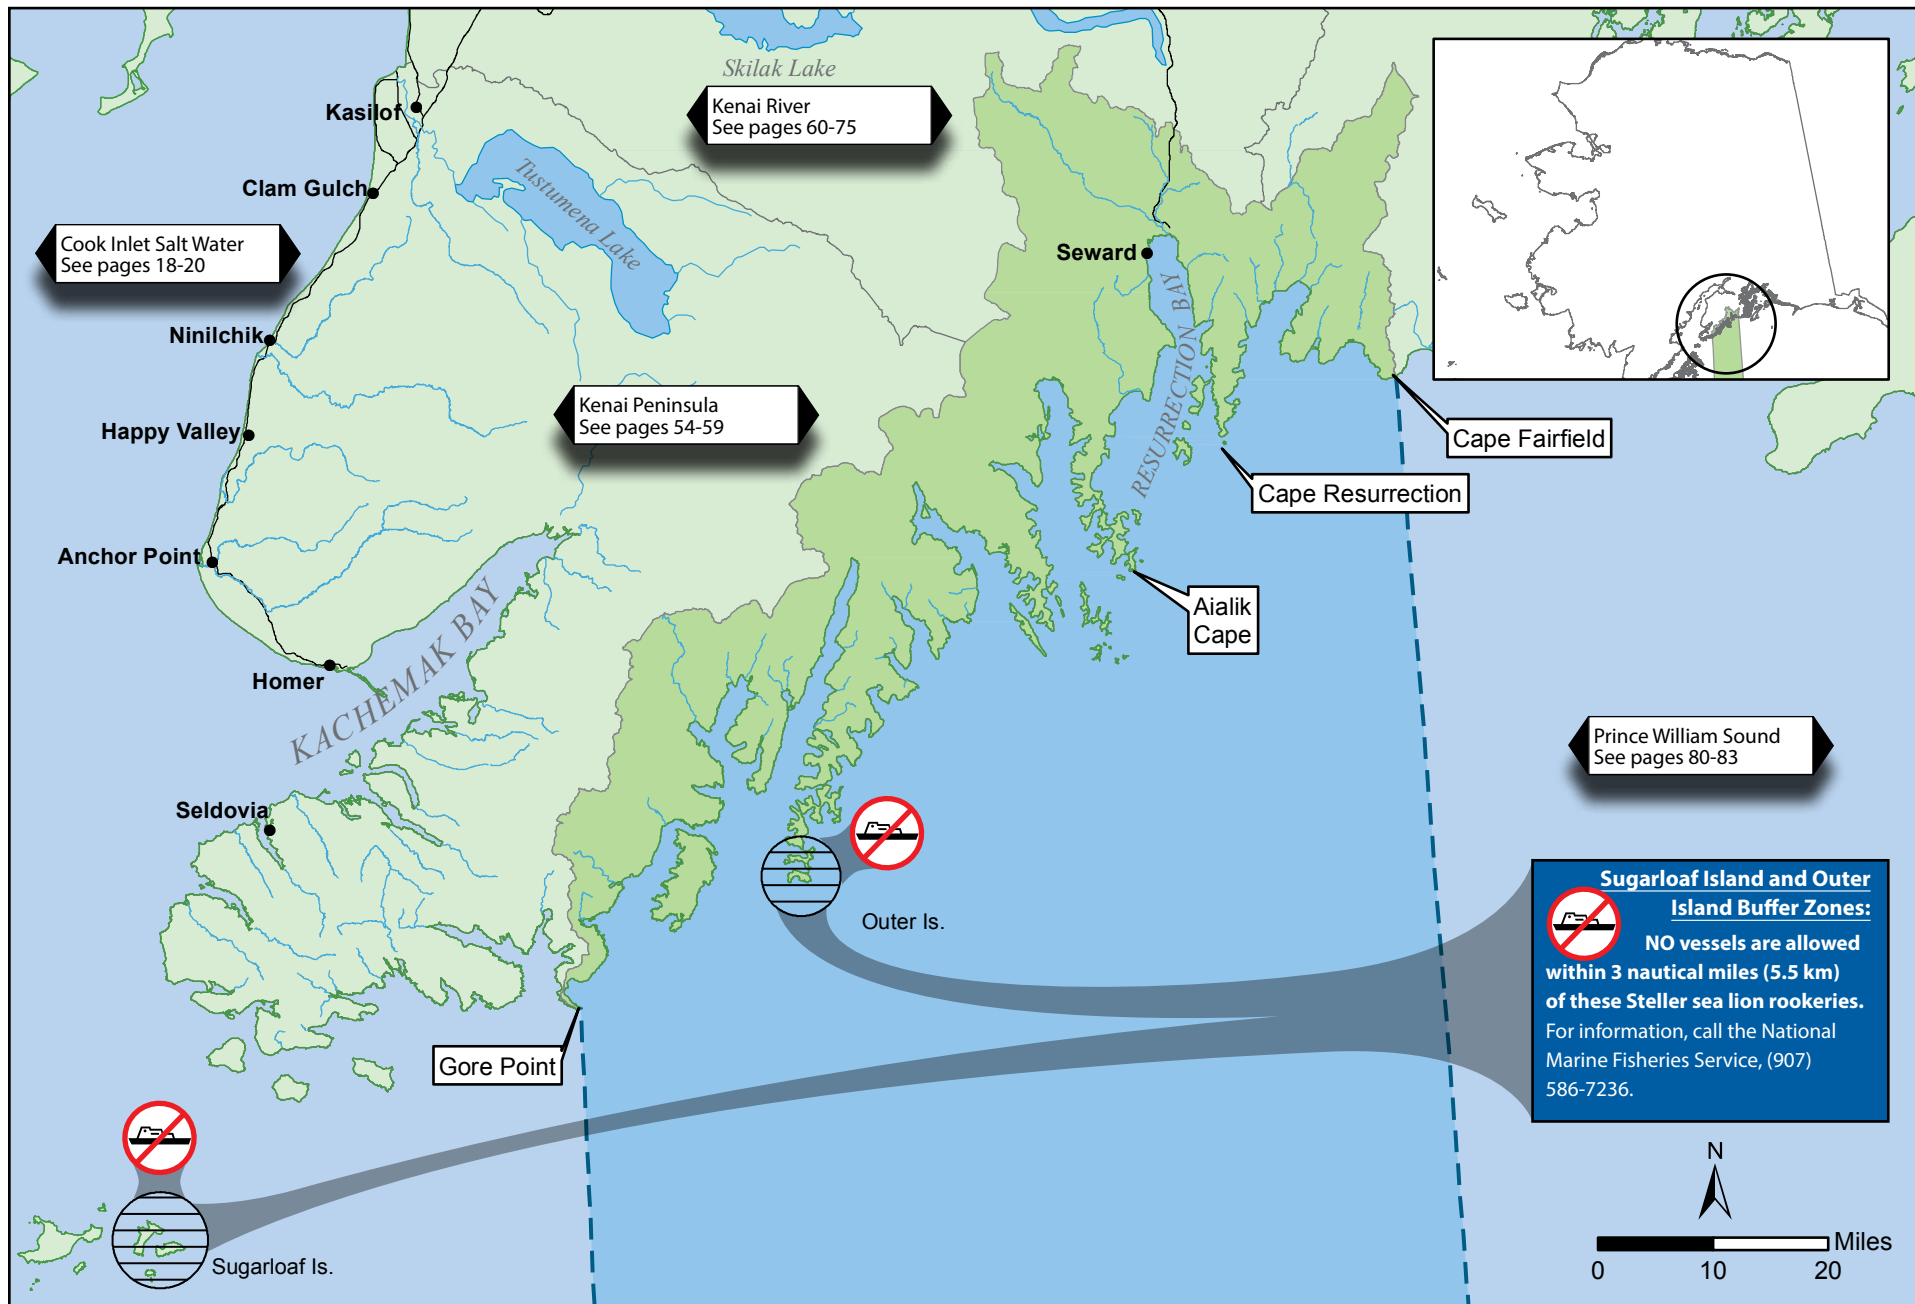 Skilak Lake
Kasilof
Kenai River
See pages 60-75
Clam Gulch
Tustumena Lake
Cook Inlet Salt Water
See pages 18-20
Seward
RESURRECTION BAY
Ninilchik
Kenai Peninsula
See pages 54-59
Happy Valley
Cape Fairfield
Cape Resurrection
Anchor Point
Aialik
Cape
KACHEMAK BAY
Homer
Prince William Sound
See pages 80-83
Seldovia
Outer Is.
Sugarloaf Island and Outer
Island Buffer Zones:
NO vessels are allowed
within 3 nautical miles (5.5 km)
of these Steller sea lion rookeries.
For information, call the National
Marine Fisheries Service, (907)
586-7236.
Gore Point
Sugarloaf Is.
N
Miles
0 10 20